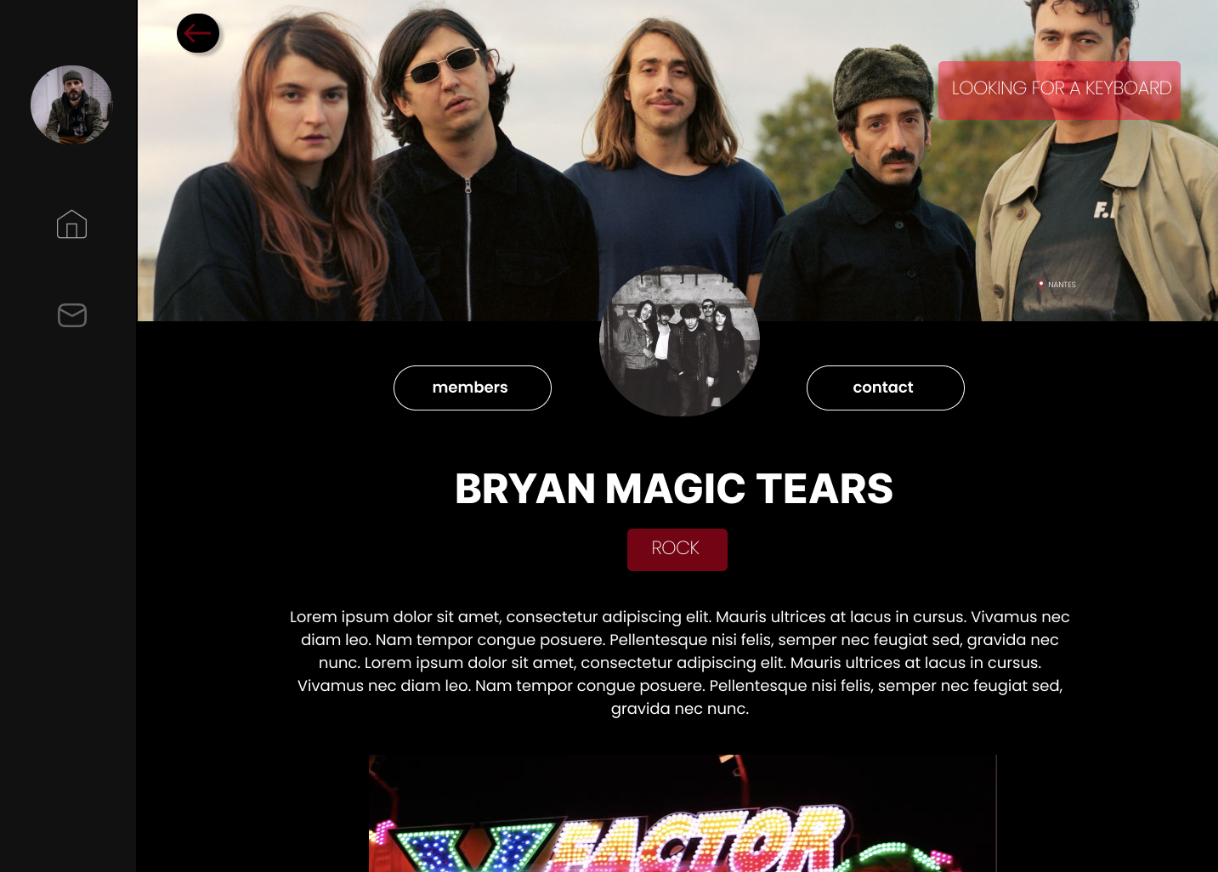 LOOKING FOR A KEYBOARD
F.
NANTES
members
contact
BRYAN MAGIC TEARS
ROCK
Lorem ipsum dolor sit amet, consectetur adipiscing elit. Mauris ultrices at lacus in cursus. Vivamus nec
diam leo. Nam tempor congue posuere. Pellentesque nisi felis, semper nec feugiat sed, gravida nec
nunc. Lorem ipsum dolor sit amet, consectetur adipiscing elit. Mauris ultrices at lacus in cursus.
Vivamus nec diam leo. Nam tempor congue posuere. Pellentesque nisi felis, semper nec feugiat sed,
gravida nec nunc.
FACTOR